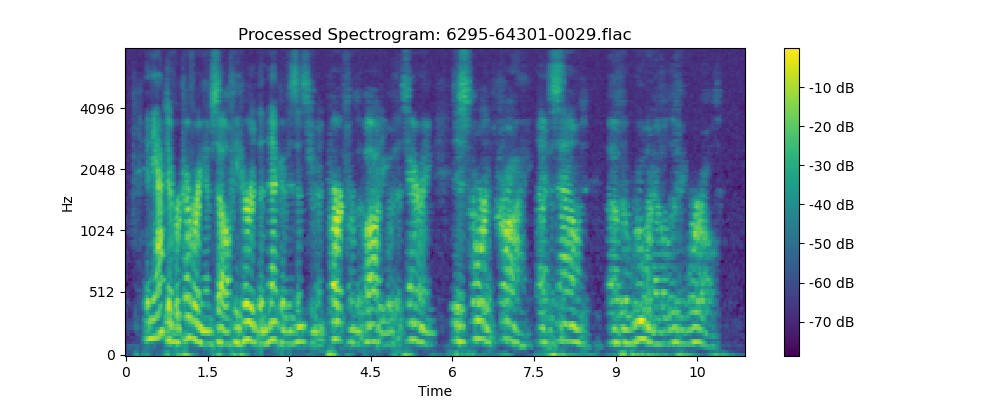 Processed Spectrogram: 6295-64301-0029.flac
Hz
4096
2048
1024
512
0
0 1.5 3 4.5 6 7.5 9 10
Time
-10 dB
-20 dB
-30 dB
-40 dB
-50 dB
-60 dB
-70 dB